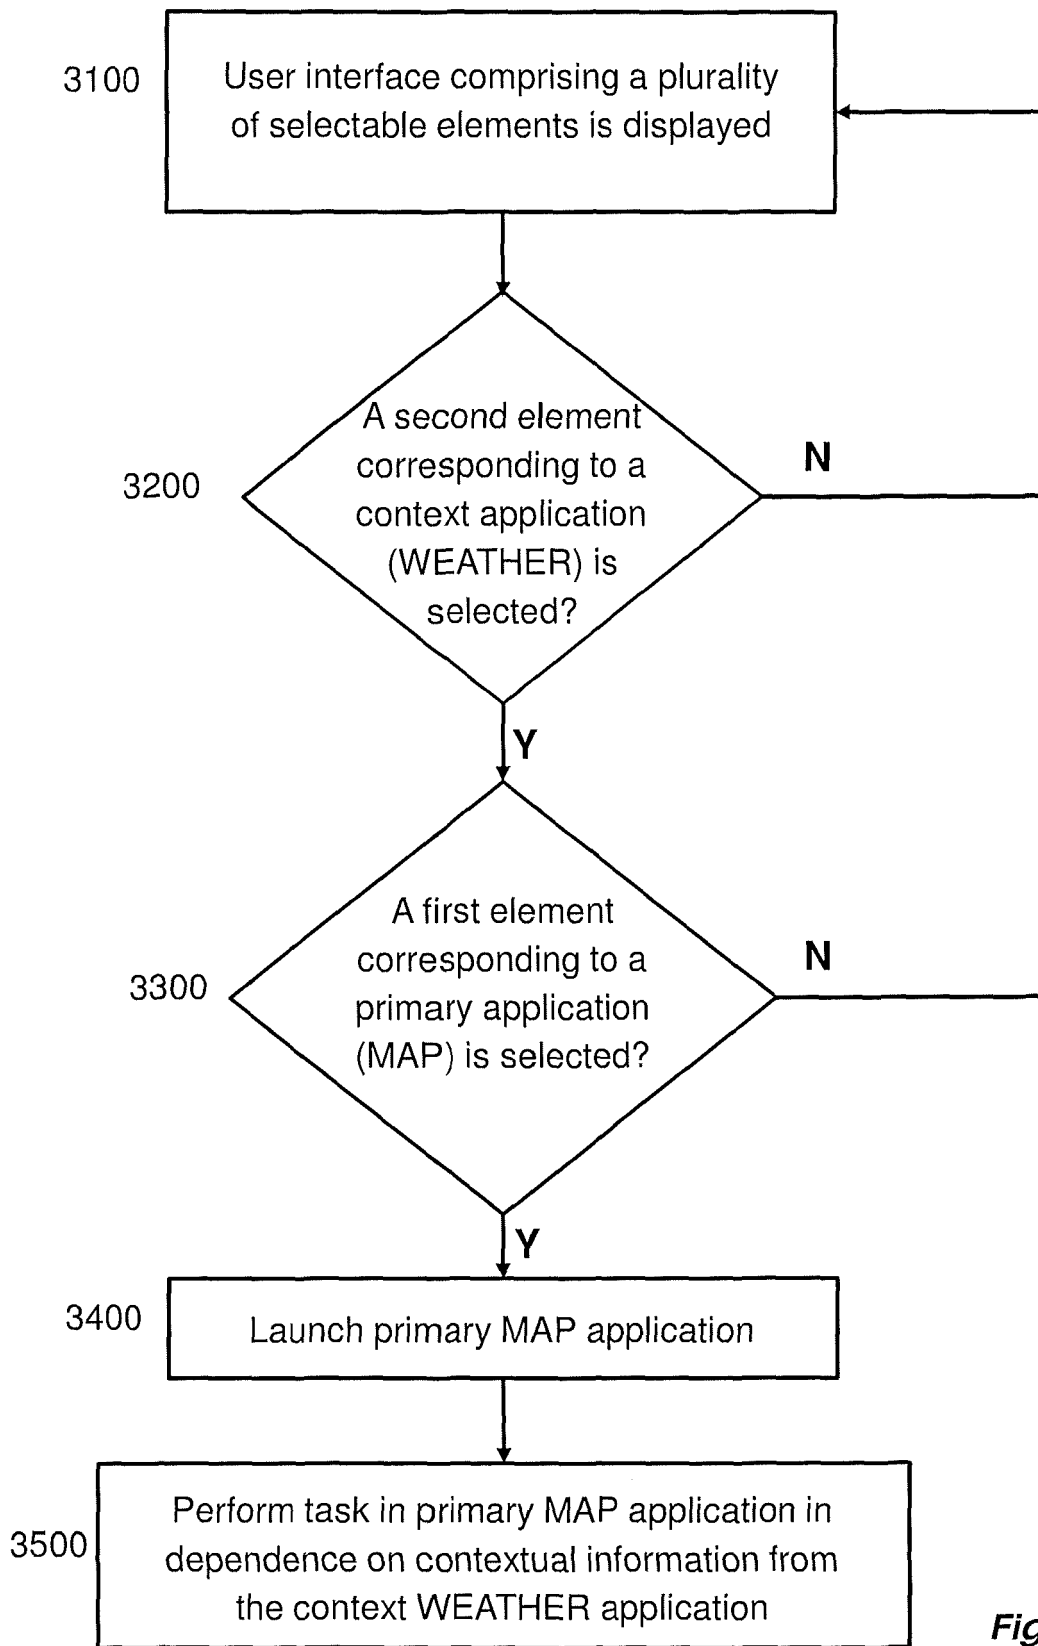 3100
User interface comprising a plurality
of selectable elements is displayed
3200
A second element
corresponding to a
context application
(WEATHER) is
selected?
N
Y
3300
A first element
corresponding to a
primary application
(MAP) is selected?
N
Y
3400
Launch primary MAP application
3500
Perform task in primary MAP application in
dependence on contextual information from
the context WEATHER application
Fig